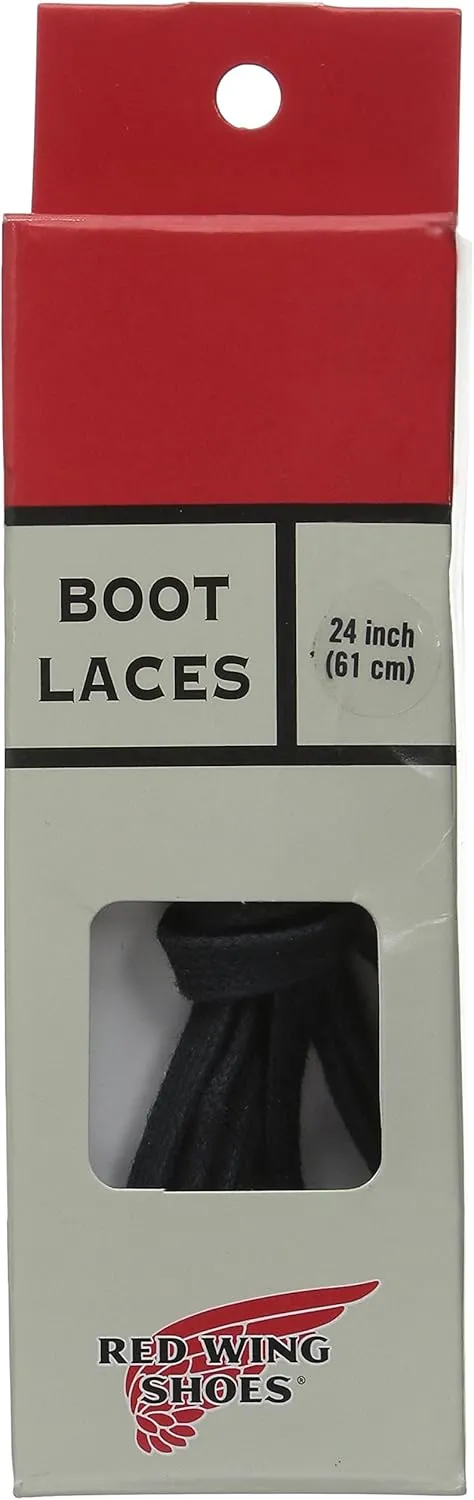 BOOT
LACES
24 inch
(61 cm)
RED WING
SHOES®